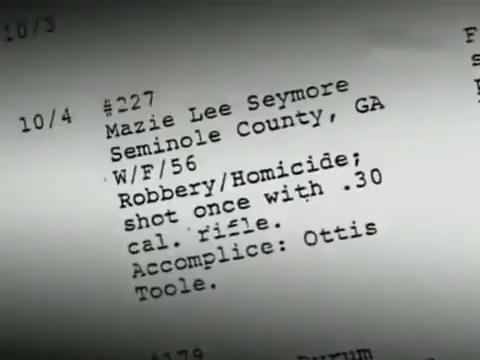 10/3
10/4 #227
Mazie Lee Seymore
Seminole County, GA
W/F/56
Robbery/Homicide;
shot once with .30
cal. rifle.
Accomplice: Ottis
Toole.
#179
F